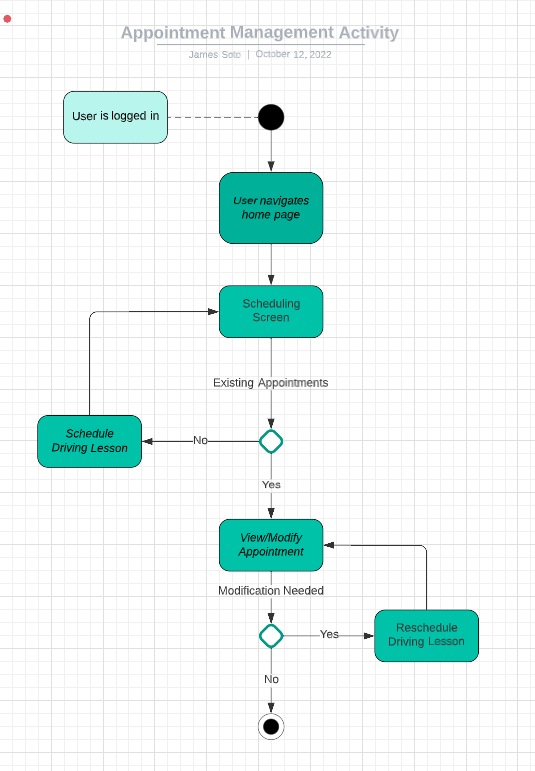 Appointment Management Activity
James Soto | October 12, 2022
User is logged in
User navigates
home page
Scheduling
Screen
Existing Appointments
Schedule
Driving Lesson
No
Yes
View/Modify
Appointment
Modification Needed
Reschedule
Driving Lesson
Yes
No